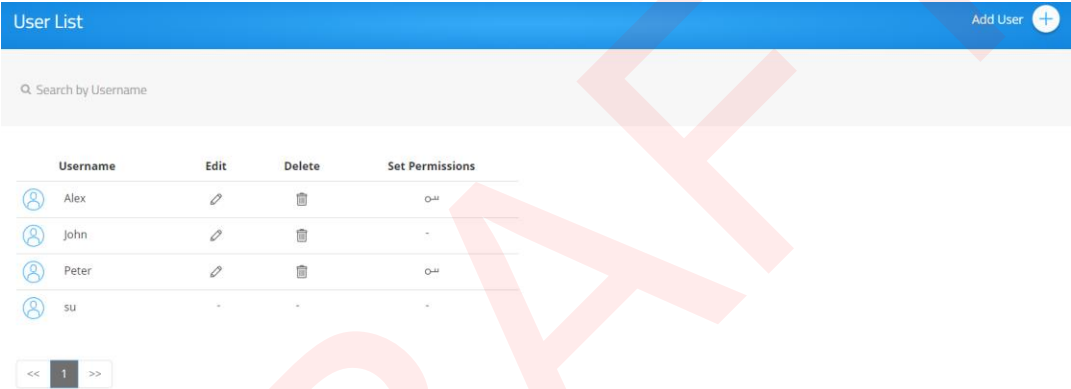 User List Add User
Search by Username
Username Edit Delete Set Permissions
Alex
John -
Peter
su - - -
<< 1 >>